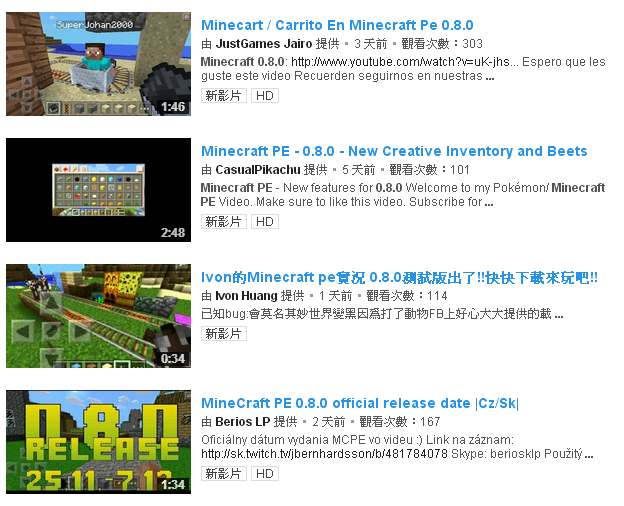 SuperJohan2000
1:46
Minecart / Carrito En Minecraft Pe 0.8.0
由 JustGames Jairo 提供 • 3 天前 • 觀看次數：303
Minecraft 0.8.0: http://www.youtube.com/watch?v=uK-jhs... Espero que les
guste este video Recuerden seguirnos en nuestras ...
新影片 HD
2:48
Minecraft PE - 0.8.0 - New Creative Inventory and Beets
由 CasualPikachu 提供 • 5 天前 • 觀看次數：101
Minecraft PE - New features for 0.8.0 Welcome to my Pokémon/ Minecraft
PE Video. Make sure to like this video. Subscribe for ...
新影片 HD
0:34
Ivon的Minecraft pe實況 0.8.0測試版出了!!快快下載來玩吧!!
由 Ivon Huang 提供 • 1 天前 • 觀看次數：114
已知bug:會莫名其妙世界變黑因爲打了動物FB上好心大大提供的載 ...
新影片
0.8.0
RELEASE
25.11 - 7.12
1:34
MineCraft PE 0.8.0 official release date |Cz/Sk|
由 Berios LP 提供 • 2 天前 • 觀看次數：167
Oficiálny dátum vydania MCPE vo videu :) Link na záznam:
http://sk.twitch.tv/jbernhardsson/b/481784078 Skype: beriosklp Použitý ...
新影片 HD